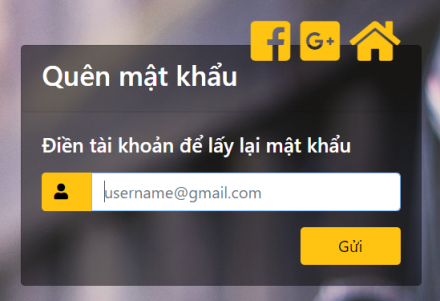 Quên mật khẩu
Điền tài khoản để lấy lại mật khẩu
username@gmail.com
Gửi